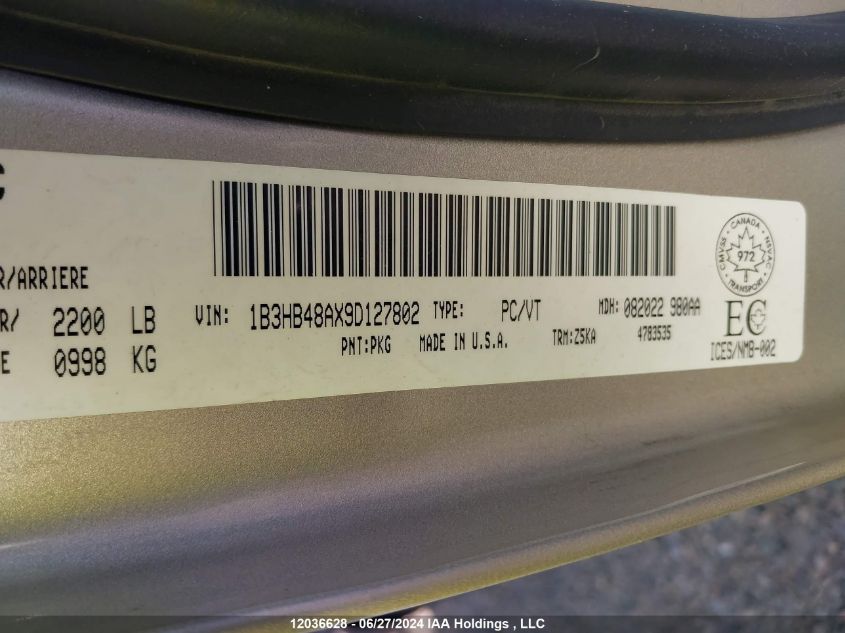 R/ARRIERE
R/ 2200 LB
E 0998 KG
VIN: 1B3HB48AX9D127802 TYPE: PC/VT MDH: 082022 980AA
PNT:PKG MADE IN U.S.A. TRM:Z5KA 4783535
CANADA
CMVSS · NSVAC
972
TRANSPORT
EC
ICES/NMB-002
12036628 - 06/27/2024 IAA Holdings , LLC